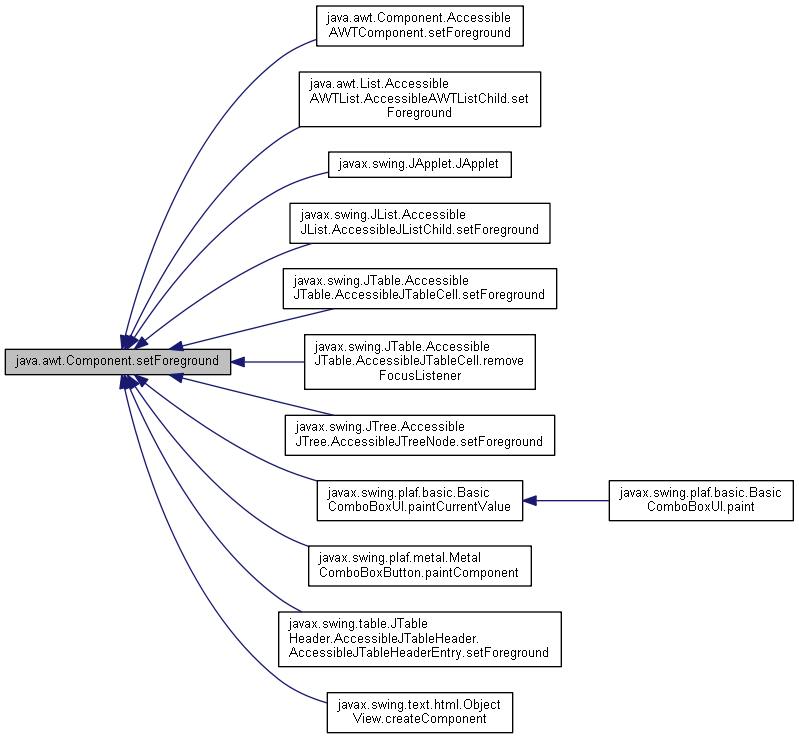 java.awt.Component.Accessible
AWTComponent.setForeground
java.awt.List.Accessible
AWTList.AccessibleAWTListChild.set
Foreground
javax.swing.JApplet.JApplet
javax.swing.JList.Accessible
JList.AccessibleJListChild.setForeground
javax.swing.JTable.Accessible
JTable.AccessibleJTableCell.setForeground
java.awt.Component.setForeground
javax.swing.JTable.Accessible
JTable.AccessibleJTableCell.remove
FocusListener
javax.swing.JTree.Accessible
JTree.AccessibleJTreeNode.setForeground
javax.swing.plaf.basic.Basic
ComboBoxUI.paintCurrentValue
javax.swing.plaf.basic.Basic
ComboBoxUI.paint
javax.swing.plaf.metal.Metal
ComboBoxButton.paintComponent
javax.swing.table.JTable
Header.AccessibleJTableHeader.
AccessibleJTableHeaderEntry.setForeground
javax.swing.text.html.Object
View.createComponent